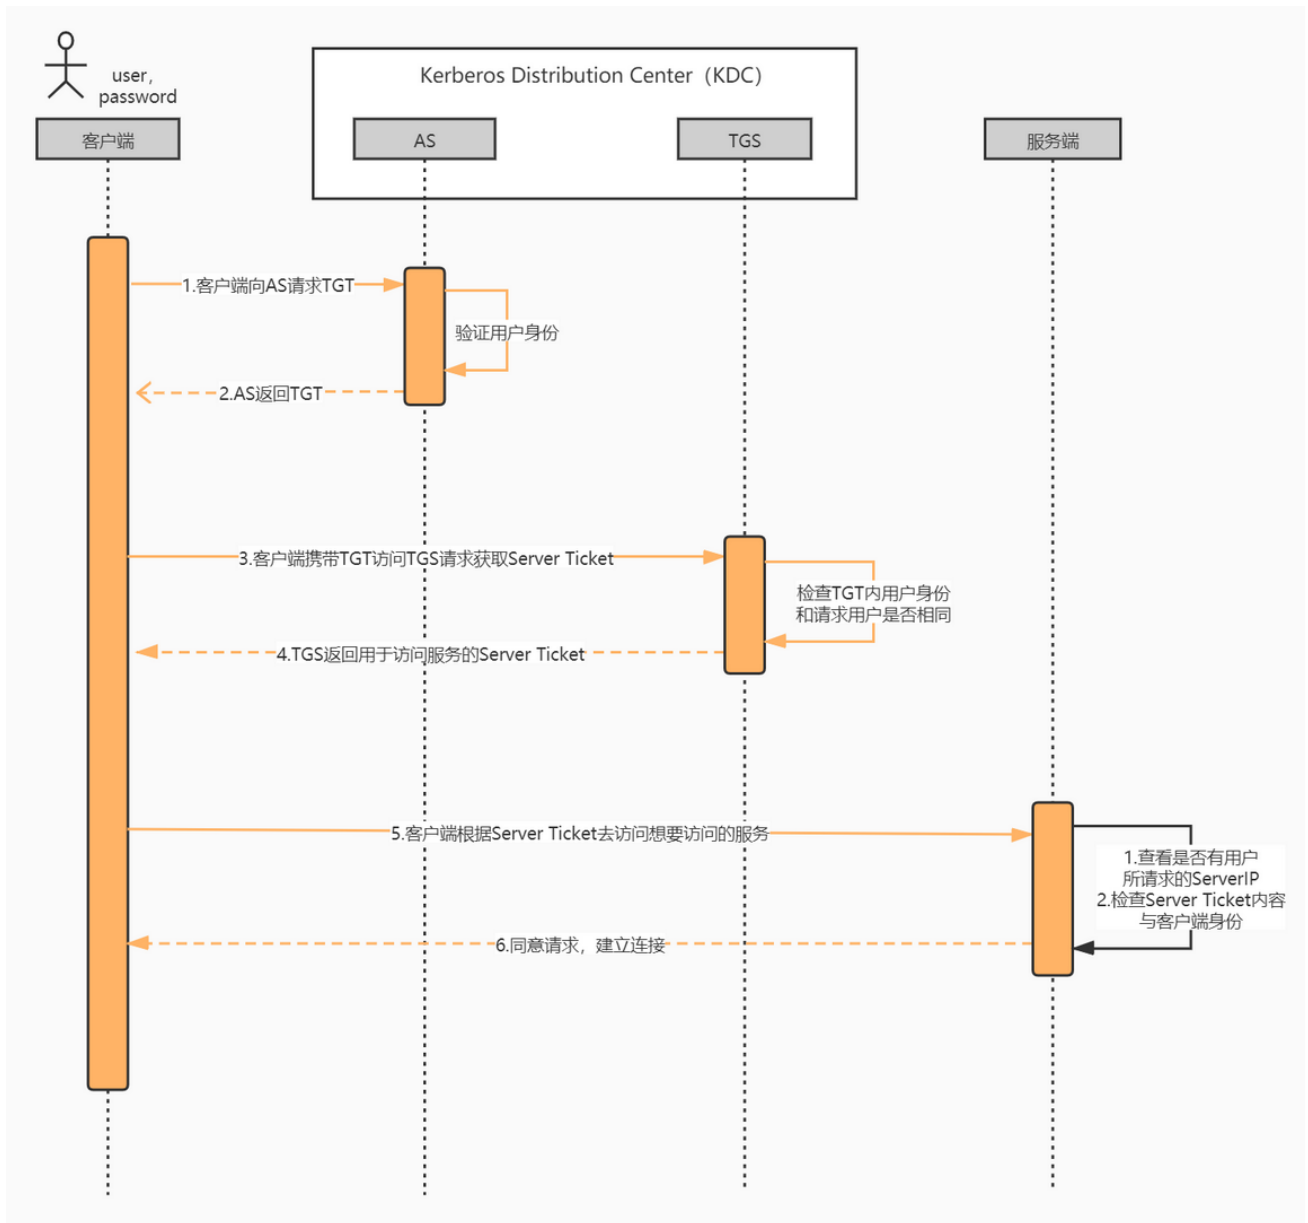 user，
password
Kerberos Distribution Center（KDC）
客户端
AS
TGS
服务端
1.客户端向AS请求TGT
验证用户身份
2.AS返回TGT
3.客户端携带TGT访问TGS请求获取Server Ticket
检查TGT内用户身份
和请求用户是否相同
4.TGS返回用于访问服务的Server Ticket
5.客户端根据Server Ticket去访问想要访问的服务
1.查看是否有用户
所请求的ServerIP
2.检查Server Ticket内容
与客户端身份
6.同意请求，建立连接